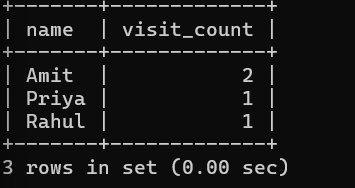 +-------+-------------+
| name  | visit_count |
+-------+-------------+
| Amit  |           2 |
| Priya |           1 |
| Rahul |           1 |
+-------+-------------+
3 rows in set (0.00 sec)